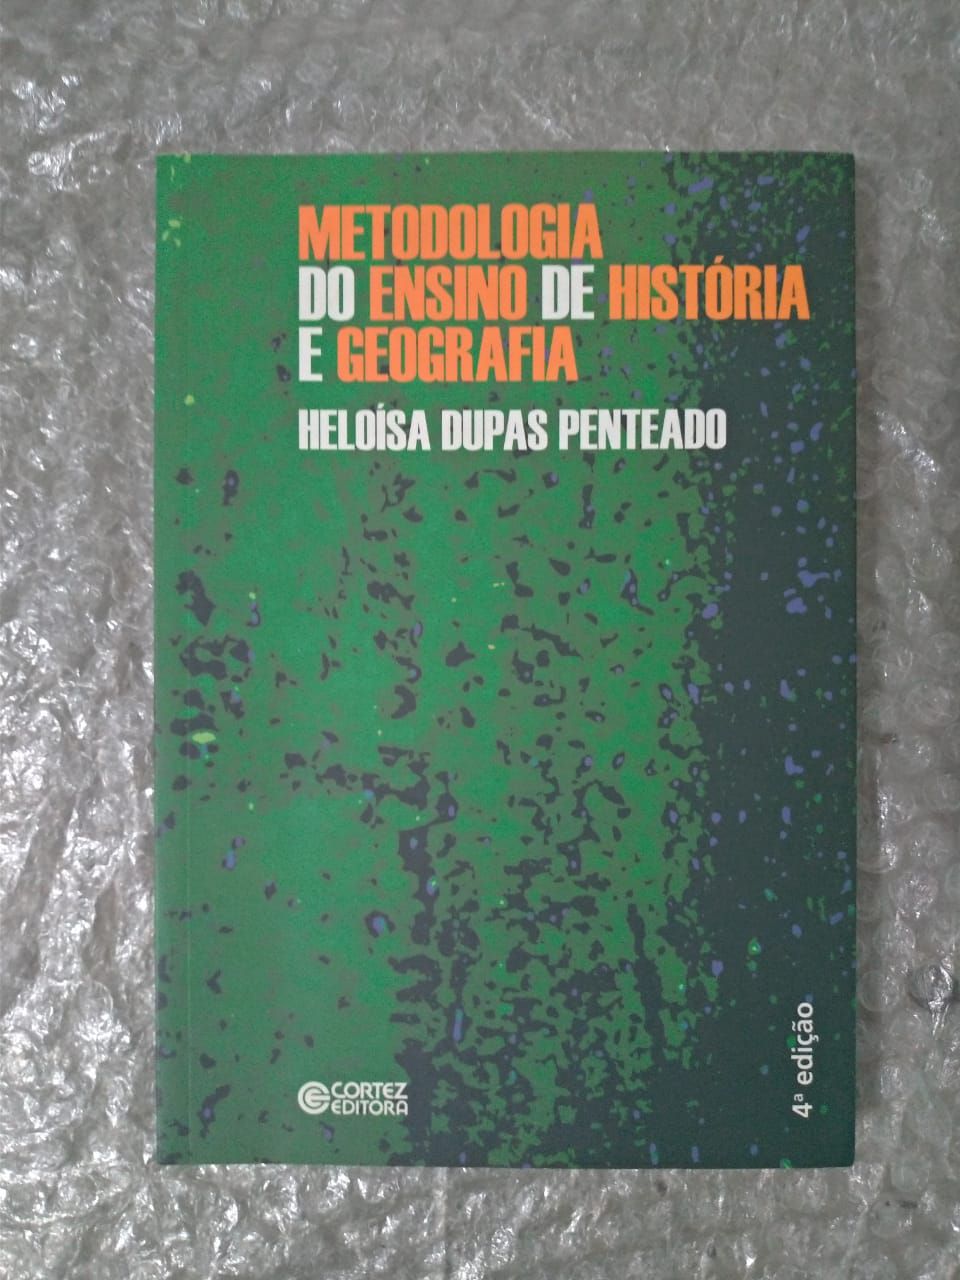 METODOLOGIA
DO ENSINO DE HISTÓRIA
E GEOGRAFIA
HELOÍSA DUPAS PENTEADO
4ª edição
CORTEZ
EDITORA